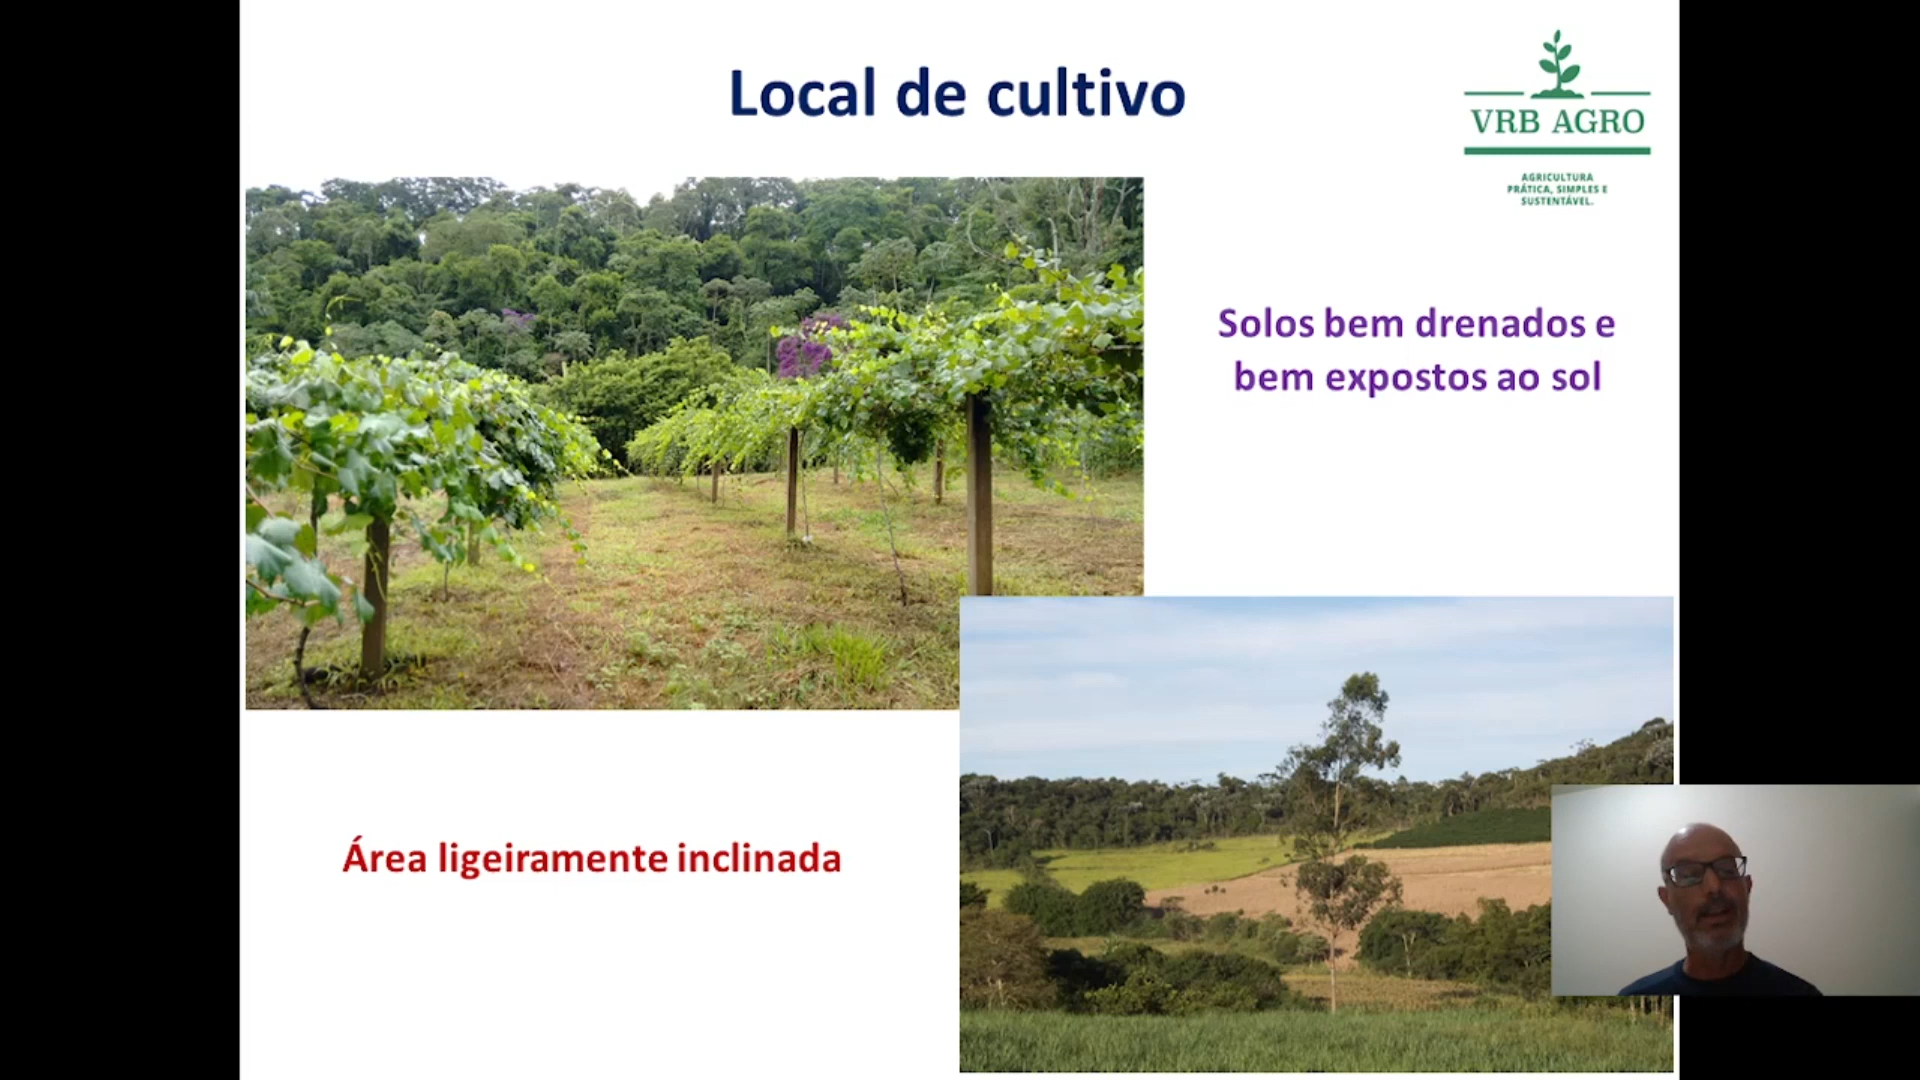 Local de cultivo
VRB AGRO
AGRICULTURA
PRÁTICA, SIMPLES E
SUSTENTÁVEL.
Solos bem drenados e
bem expostos ao sol
Área ligeiramente inclinada